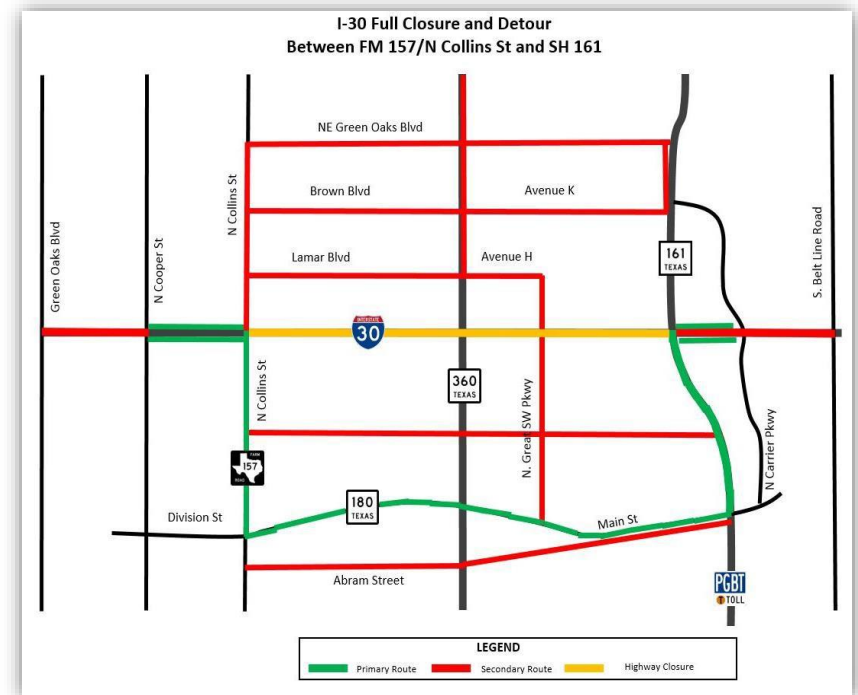 I-30 Full Closure and Detour
Between FM 157/N Collins St and SH 161
NE Green Oaks Blvd
Brown Blvd
Avenue K
N Collins St
Lamar Blvd
Avenue H
161
TEXAS
Green Oaks Blvd
N Cooper St
S. Belt Line Road
INTERSTATE
30
N Collins St
360
TEXAS
N. Great SW Pkwy
N Carrier Pkwy
FARM
157
ROAD
180
TEXAS
Division St
Main St
Abram Street
PGBT
T TOLL
LEGEND
Primary Route
Secondary Route
Highway Closure